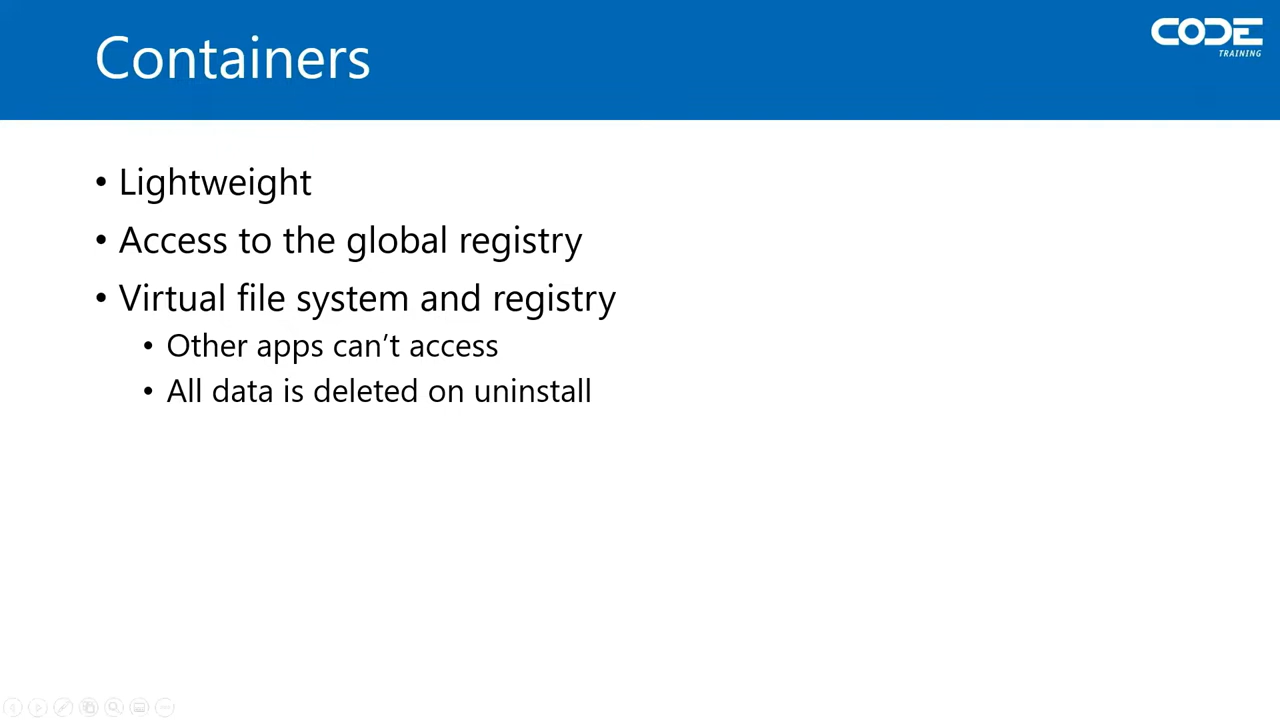 Containers
CODE
TRAINING
• Lightweight
• Access to the global registry
• Virtual file system and registry
• Other apps can’t access
• All data is deleted on uninstall